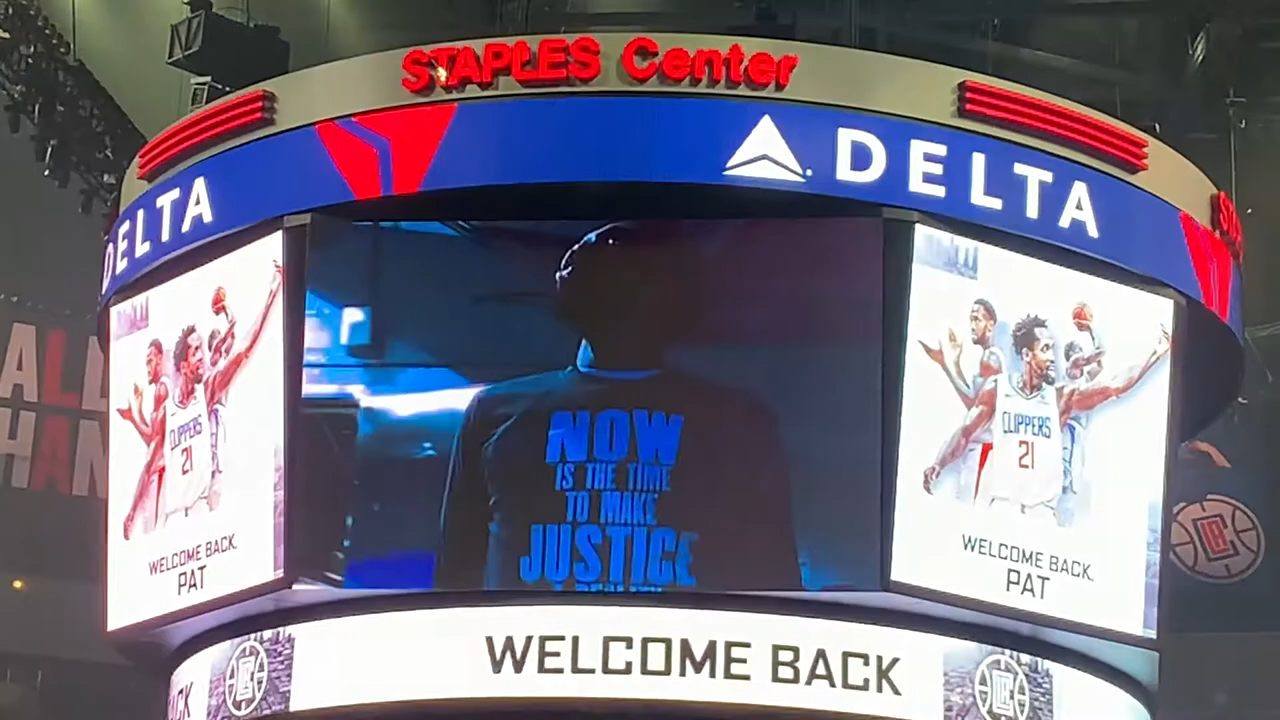 STAPLES Center
DELTA
DELTA
NOW
IS THE TIME
TO MAKE
JUSTICE
CLIPPERS
21
WELCOME BACK,
PAT
CLIPPERS
21
WELCOME BACK,
PAT
WELCOME BACK